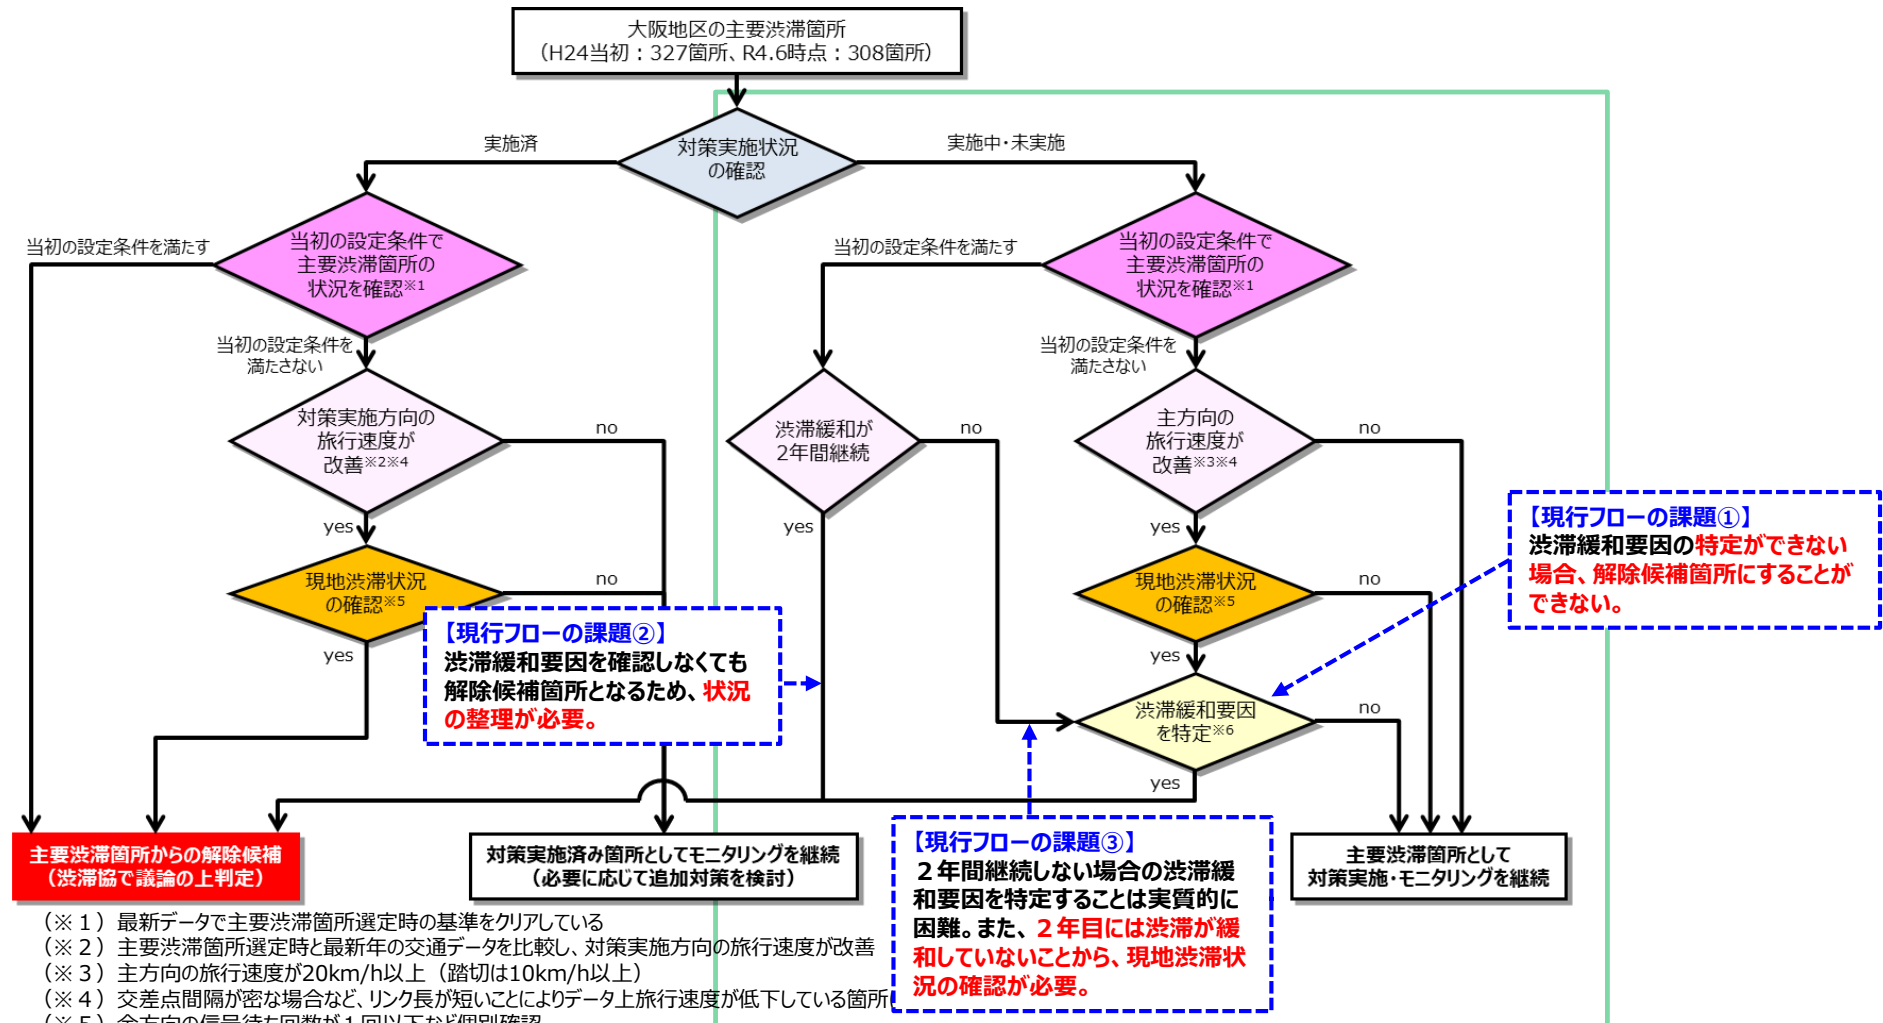 大阪地区の主要渋滞箇所
（H24当初：327箇所、R4.6時点：308箇所）
対策実施状況
の確認
実施済
実施中・未実施
当初の設定条件で
主要渋滞箇所の
状況を確認※1
当初の設定条件を満たす
当初の設定条件を
満たさない
対策実施方向の
旅行速度が
改善※2※4
no
yes
現地渋滞状況
の確認※5
no
yes
当初の設定条件で
主要渋滞箇所の
状況を確認※1
当初の設定条件を満たす
当初の設定条件を
満たさない
渋滞緩和が
2年間継続
no
yes
主方向の
旅行速度が
改善※3※4
no
yes
現地渋滞状況
の確認※5
no
yes
渋滞緩和要因
を特定※6
no
yes
【現行フローの課題①】
渋滞緩和要因の特定ができない
場合、解除候補箇所にすることが
できない。
【現行フローの課題②】
渋滞緩和要因を確認しなくても
解除候補箇所となるため、状況
の整理が必要。
【現行フローの課題③】
２年間継続しない場合の渋滞緩
和要因を特定することは実質的に
困難。また、２年目には渋滞が緩
和していないことから、現地渋滞状
況の確認が必要。
主要渋滞箇所からの解除候補
（渋滞協で議論の上判定）
対策実施済み箇所としてモニタリングを継続
（必要に応じて追加対策を検討）
主要渋滞箇所として
対策実施・モニタリングを継続
（※１）最新データで主要渋滞箇所選定時の基準をクリアしている
（※２）主要渋滞箇所選定時と最新年の交通データを比較し、対策実施方向の旅行速度が改善
（※３）主方向の旅行速度が20km/h以上（踏切は10km/h以上）
（※４）交差点間隔が密な場合など、リンク長が短いことによりデータ上旅行速度が低下している箇所
（※５）全方向の信号待ち回数が１回以下など個別確認